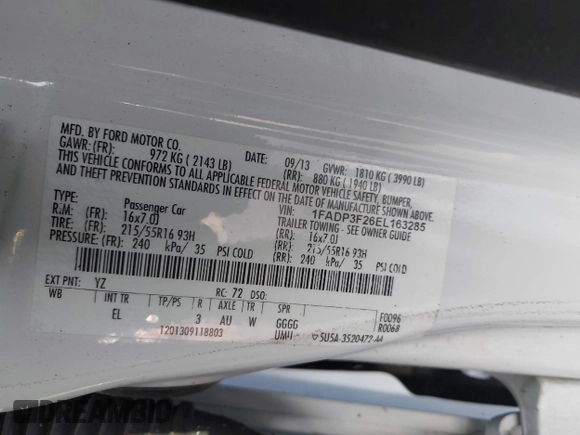 MFD. BY FORD MOTOR CO.
DATE: 09/13 GVWR: 1810 KG ( 3990 LB)
GAWR: (FR): 972 KG ( 2143 LB) (RR): 880 KG ( 1940 LB)
THIS VEHICLE CONFORMS TO ALL APPLICABLE FEDERAL MOTOR VEHICLE SAFETY, BUMPER,
AND THEFT PREVENTION STANDARDS IN EFFECT ON THE DATE OF MANUFACTURE SHOWN ABOVE.
VIN: 1FADP3F26EL163285
TYPE: Passenger Car TRAILER TOWING - SEE OWNER GUIDE
R.M: 16x7.0J (RR): 16x7.0J
TIRE: 215/55R16 93H (RR): 215/55R16 93H
PRESSURE: (FR) 240 kPa/ 35 PSI COLD (RR): 240 kPa/ 35 PSI COLD
EXT PNT: YZ RC: 72 DSO:
WB INT TR TP/PS R AXLE TR SPR
EL 3 AU W GGGG F0096
R0068
1201309118803 5U5A-3520472-AA
DREAMB3D